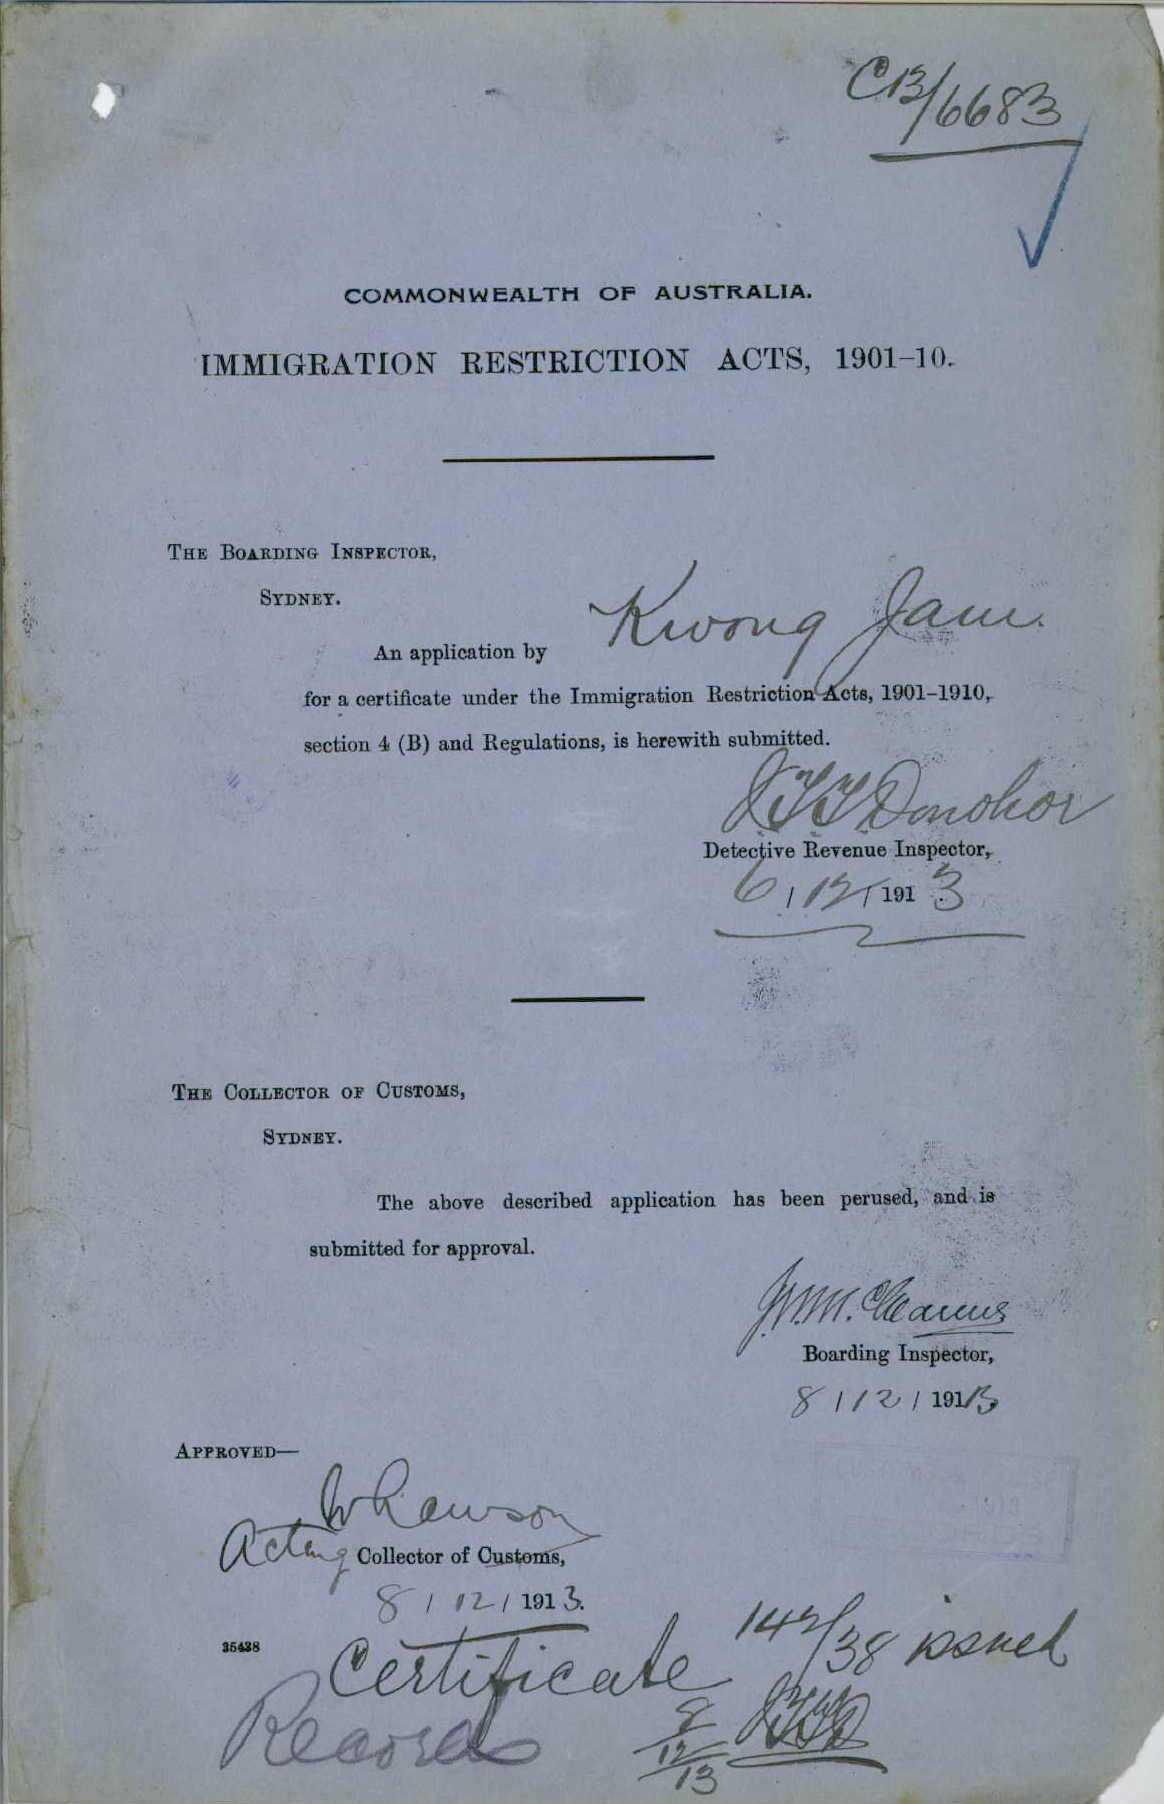 C13/6683
COMMONWEALTH OF AUSTRALIA.
IMMIGRATION RESTRICTION ACTS, 1901–10.
THE BOARDING INSPECTOR,
SYDNEY.
An application by Kwong Jam.
for a certificate under the Immigration Restriction Acts, 1901–1910,
section 4 (B) and Regulations, is herewith submitted.
JTT Donohoe
Detective Revenue Inspector,
6/12/1913
THE COLLECTOR OF CUSTOMS,
SYDNEY.
The above described application has been perused, and is
submitted for approval.
Boarding Inspector,
8/12/1913
APPROVED—
Acting Collector of Customs,
8/12/1913.
35438
Certificate 142/38 issued
Records
8
12
13